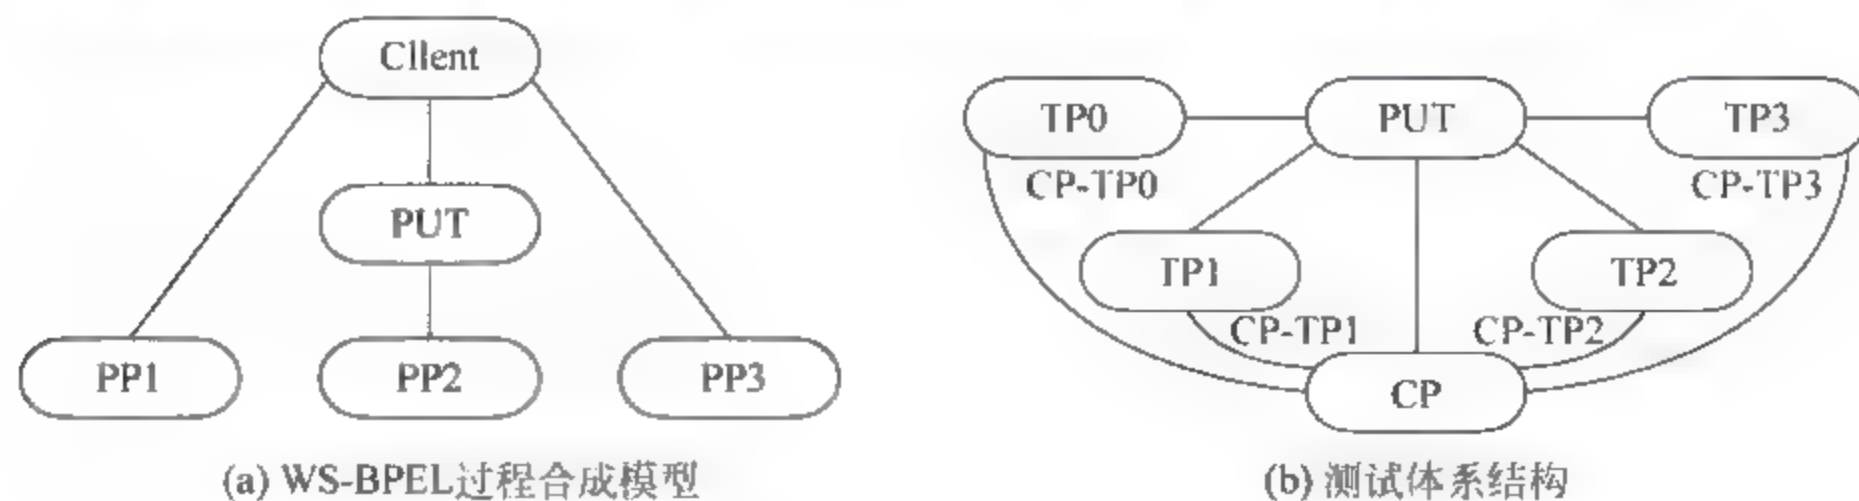 Cllent
PUT
PP1
PP2
PP3
(a) WS-BPEL过程合成模型
TP0
PUT
TP3
CP-TP0
CP-TP3
TP1
TP2
CP-TP1
CP-TP2
CP
(b) 测试体系结构